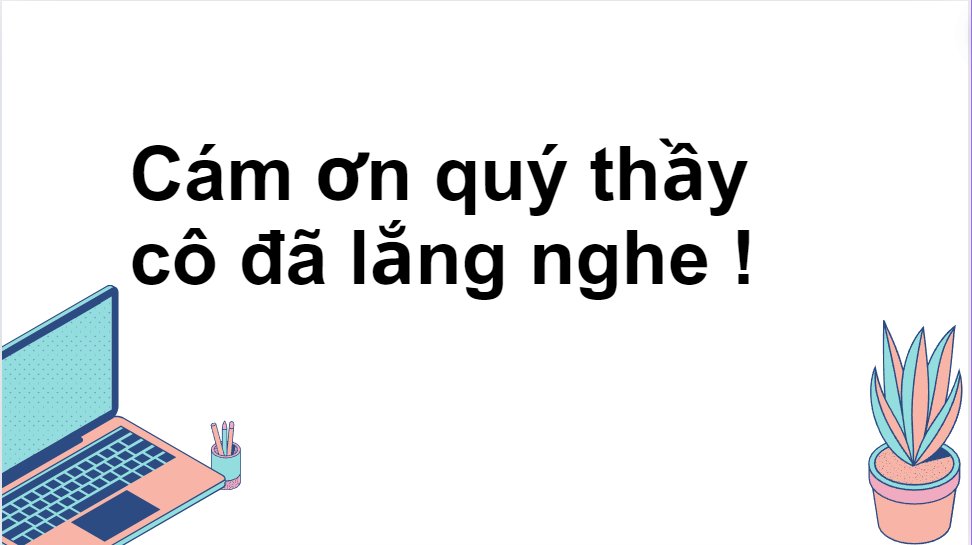 Cám ơn quý thầy
cô đã lắng nghe !